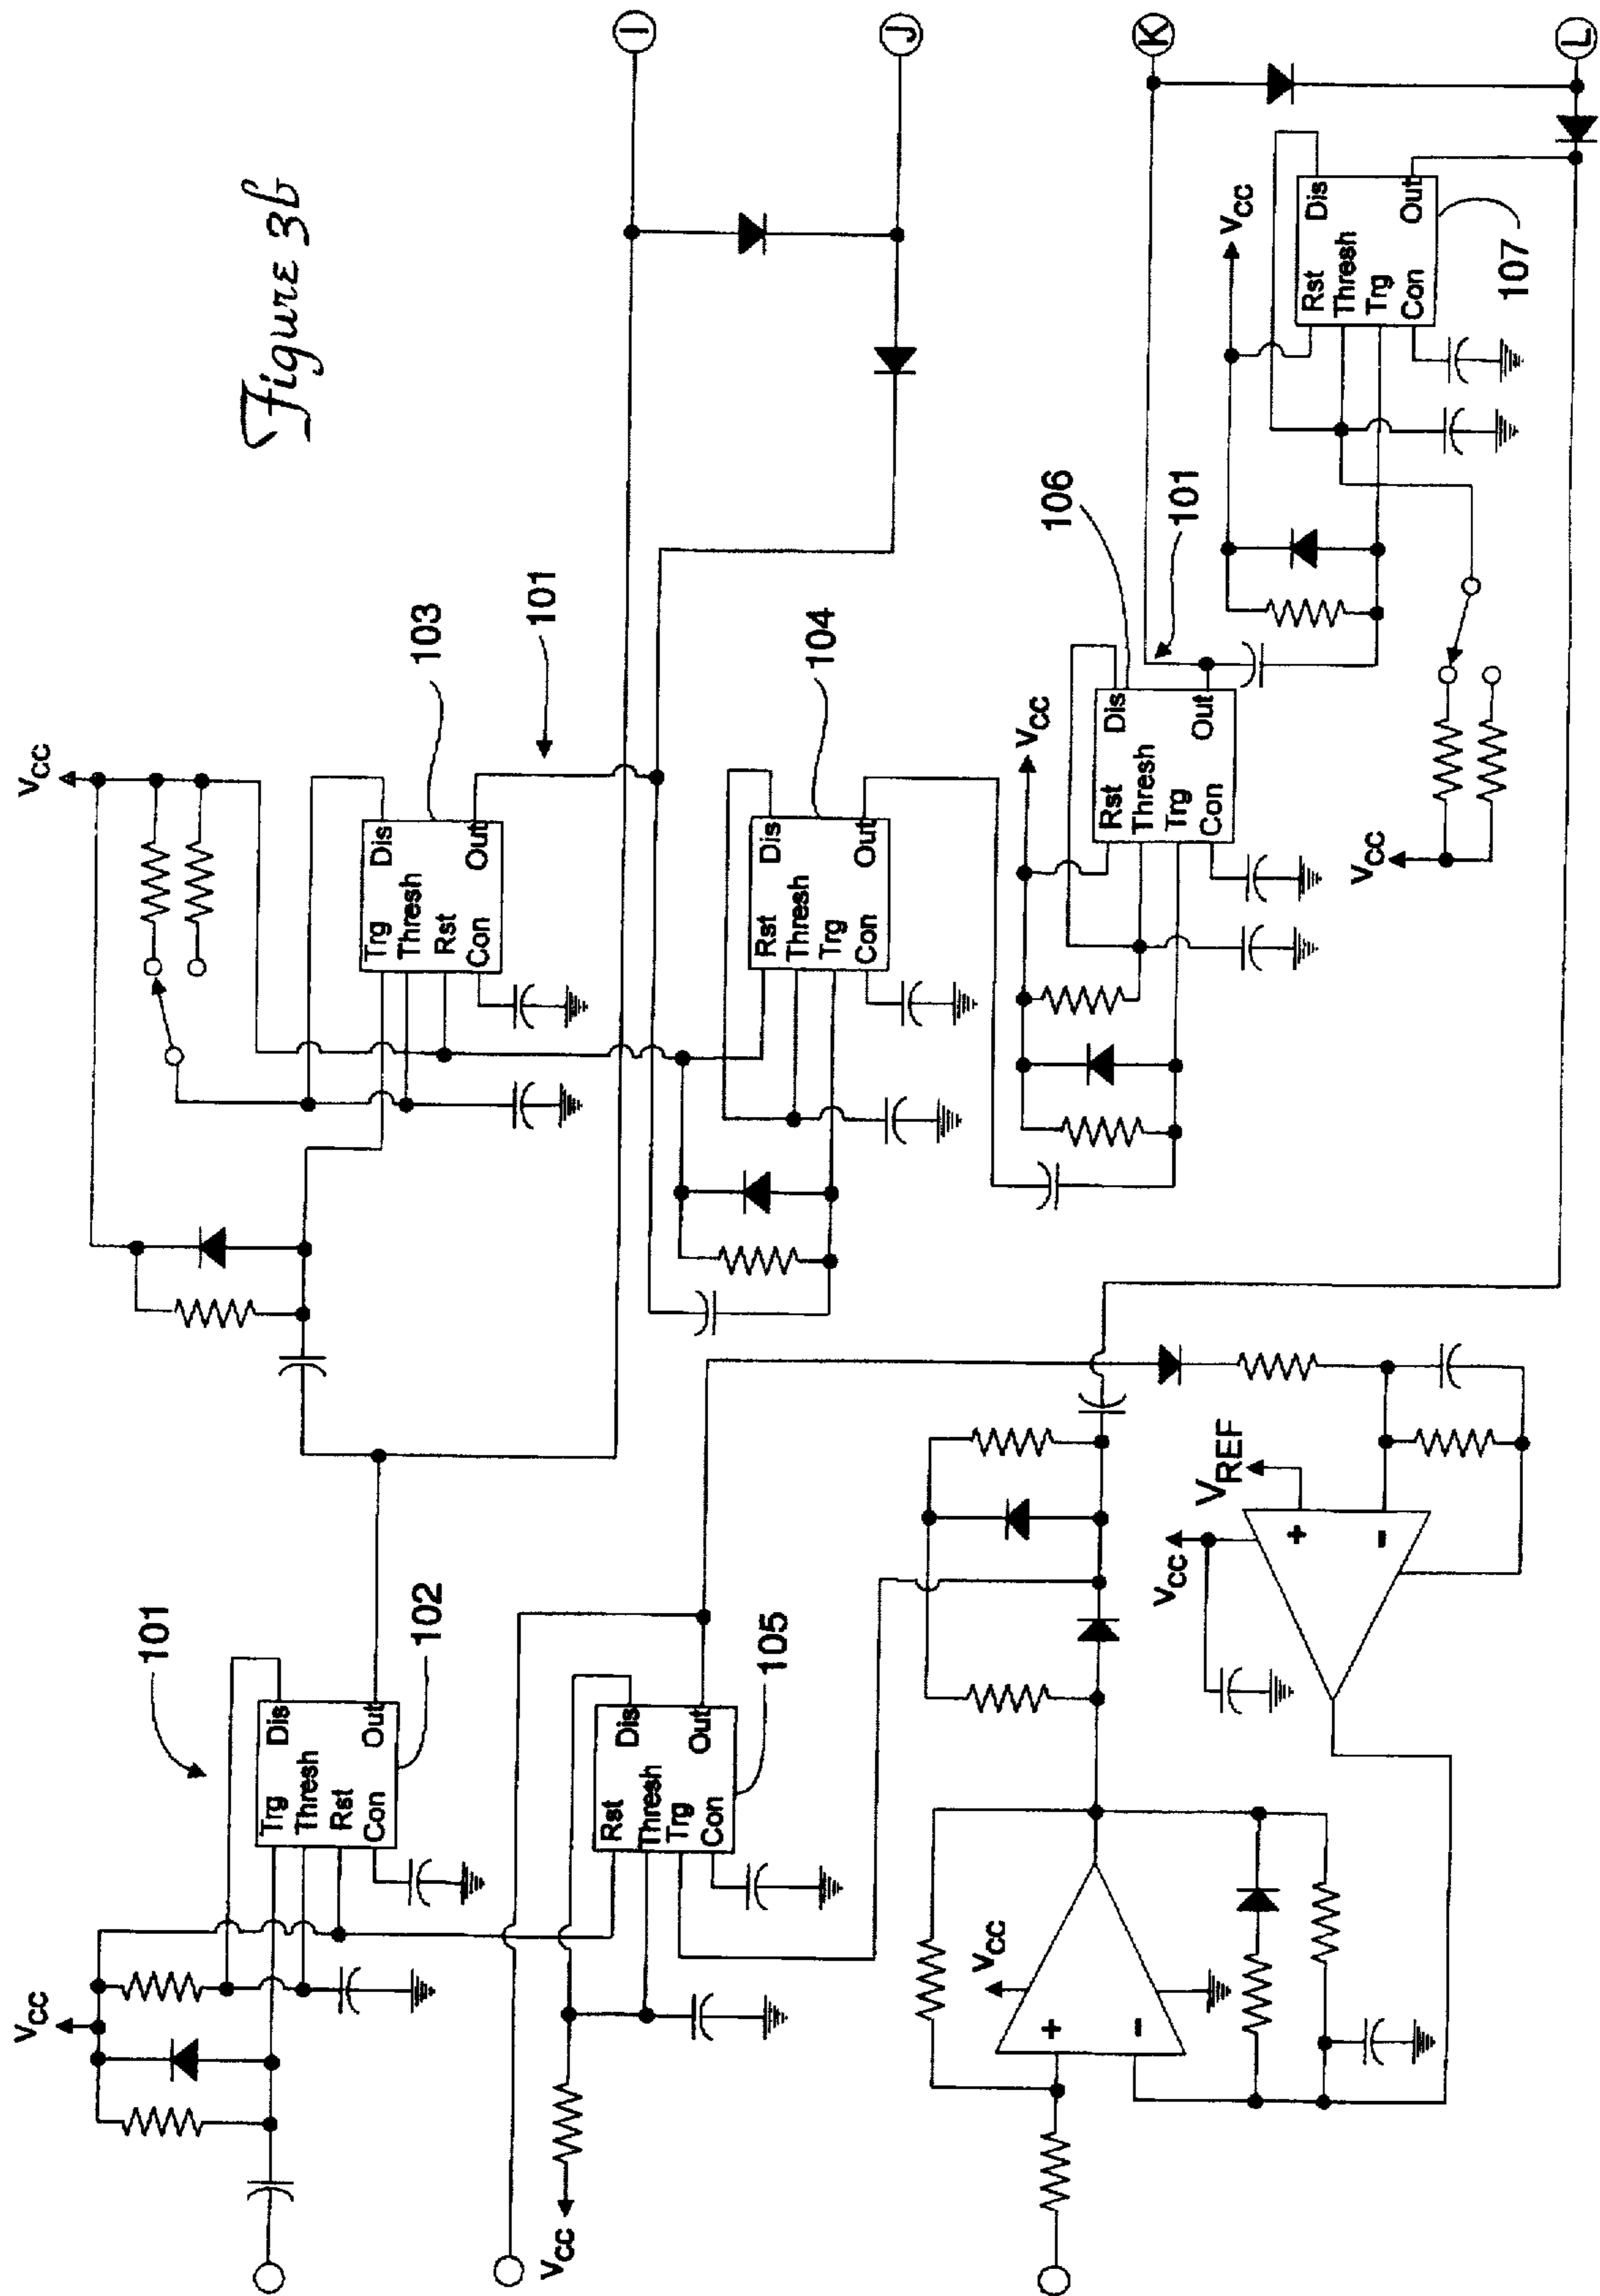 Figure 3b
I
J
K
L
VCC
101
102
Trg
Thresh
Rst
Con
Dis
Out
VCC
103
Trg
Thresh
Rst
Con
Dis
Out
101
104
Rst
Thresh
Trg
Con
Dis
Out
VCC
105
Rst
Thresh
Trg
Con
Dis
Out
VCC
106
101
Rst
Thresh
Trg
Con
Dis
Out
VCC
107
Rst
Thresh
Trg
Con
Dis
Out
VCC
VCC
+
-
VCC
VREF
+
-